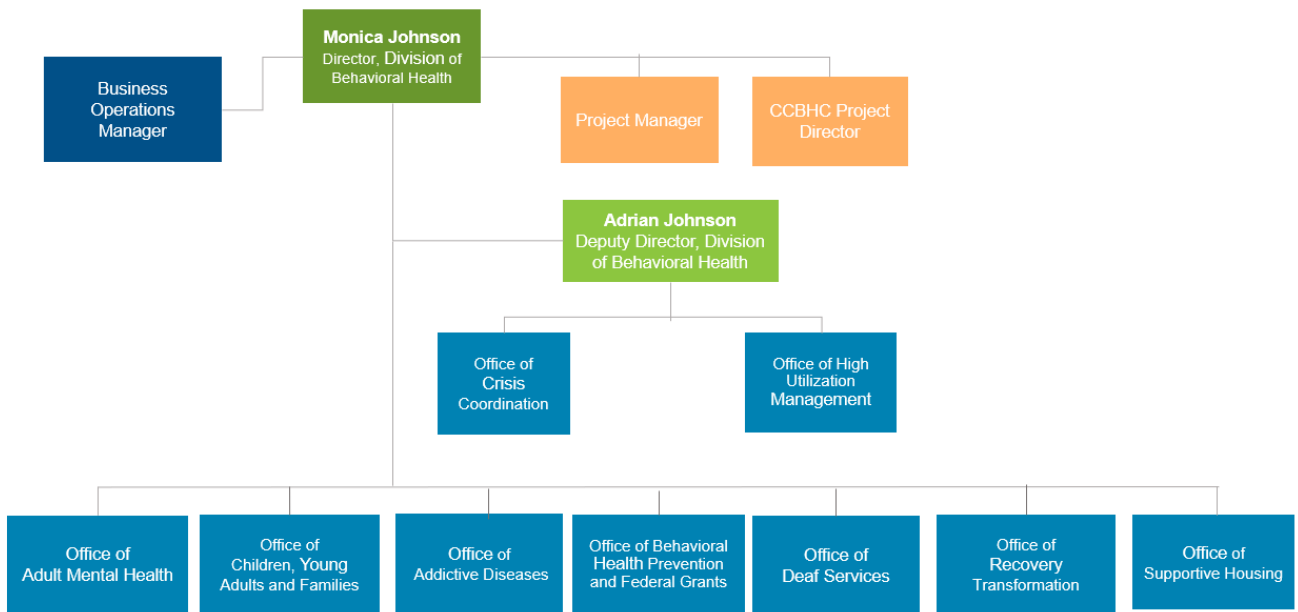 Monica Johnson
Director, Division of
Behavioral Health
Business
Operations
Manager
Project Manager
CCBHC Project
Director
Adrian Johnson
Deputy Director, Division
of Behavioral Health
Office of
Crisis
Coordination
Office of High
Utilization
Management
Office of
Adult Mental Health
Office of
Children, Young
Adults and Families
Office of
Addictive Diseases
Office of Behavioral
Health Prevention
and Federal Grants
Office of
Deaf Services
Office of
Recovery
Transformation
Office of
Supportive Housing